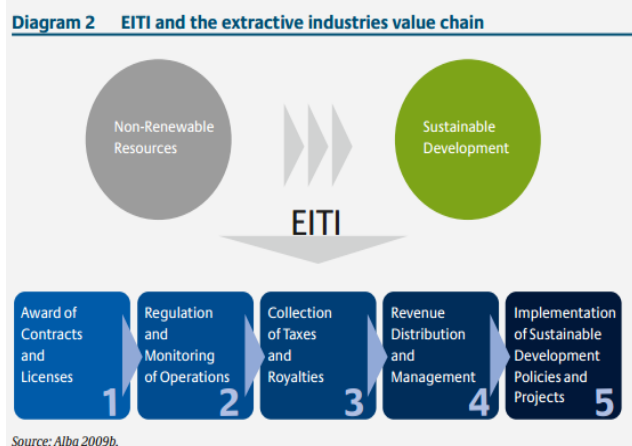 Diagram 2 EITI and the extractive industries value chain
Non-Renewable
Resources
Sustainable
Development
EITI
Award of
Contracts
and
Licenses
1
Regulation
and
Monitoring
of Operations
2
Collection
of Taxes
and
Royalties
3
Revenue
Distribution
and
Management
4
Implementation
of Sustainable
Development
Policies and
Projects
5
Source: Alba 2009b.